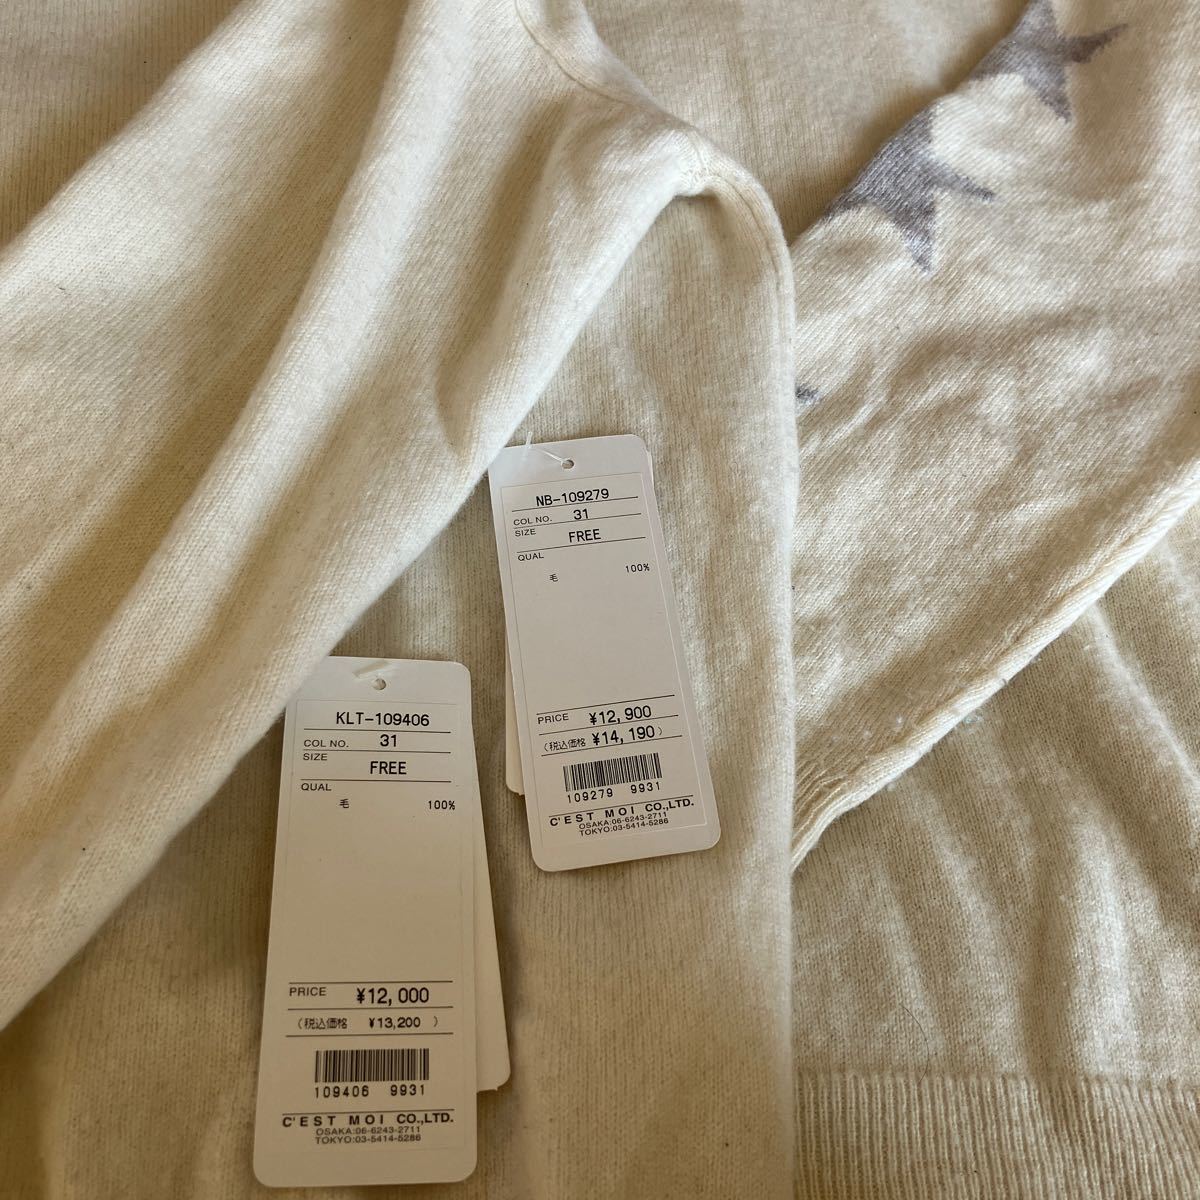 NB-109279
COL NO. 31
SIZE
FREE
QUAL
毛 100%
PRICE ¥12,900
(税込価格 ¥14,190)
109279 9931
C'EST MOI CO.,LTD.
OSAKA:06-6243-2711
TOKYO:03-5414-5286
KLT-109406
COL NO. 31
SIZE
FREE
QUAL
毛 100%
PRICE ¥12,000
(税込価格 ¥13,200)
109406 9931
C'EST MOI CO.,LTD.
OSAKA:06-6243-2711
TOKYO:03-5414-5286